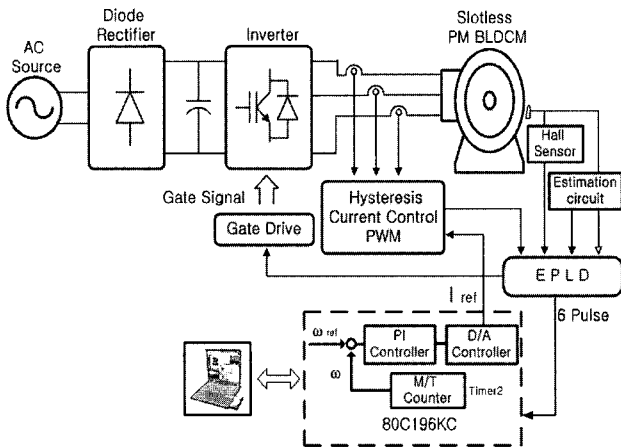 AC
Source
Diode
Rectifier
Inverter
Slotless
PM BLDCM
Hall
Sensor
Estimation
circuit
Gate Signal
Gate Drive
Hysteresis
Current Control
PWM
E P L D
I ref
6 Pulse
ω ref
PI
Controller
D/A
Controller
ω
M/T
Counter
Timer2
80C196KC